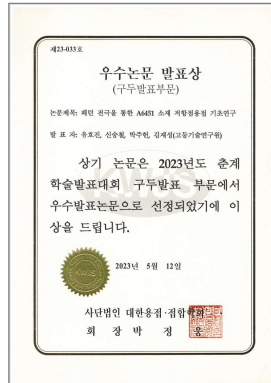 제23-033호
우수논문 발표상
(구두발표부문)
논문제목: 패턴 전극을 통한 A6451 소재 저항점용접 기초연구
발 표 자: 유호진, 신승철, 박주헌, 김재성(고등기술연구원)
상기 논문은 2023년도 춘계
학술발표대회 구두발표 부문에서
우수발표논문으로 선정되었기에 이
상을 드립니다.
KWJS
2023년 5월 12일
사단법인 대한용접·접합학회
회 장 박 정 웅